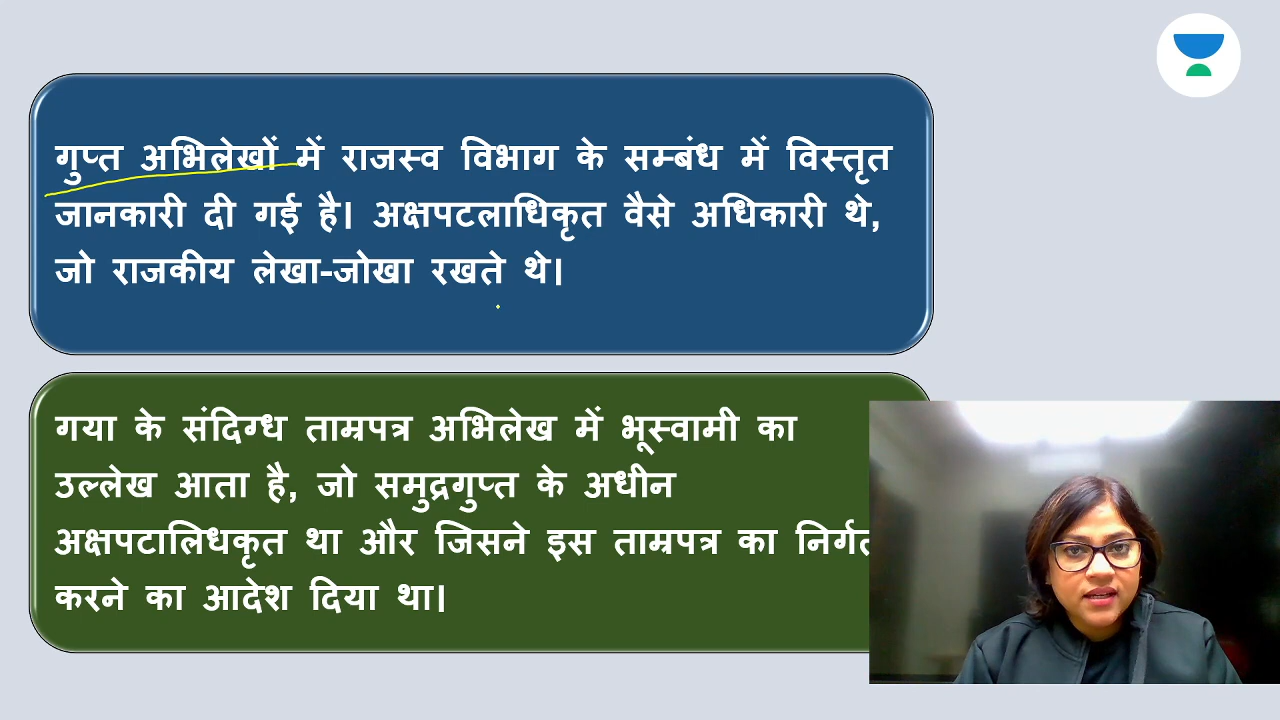 गुप्त अभिलेखों में राजस्व विभाग के सम्बंध में विस्तृत
जानकारी दी गई है। अक्षपटलाधिकृत वैसे अधिकारी थे,
जो राजकीय लेखा-जोखा रखते थे।
गया के संदिग्ध ताम्रपत्र अभिलेख में भूस्वामी का
उल्लेख आता है, जो समुद्रगुप्त के अधीन
अक्षपटालिधकृत था और जिसने इस ताम्रपत्र का
करने का आदेश दिया था।